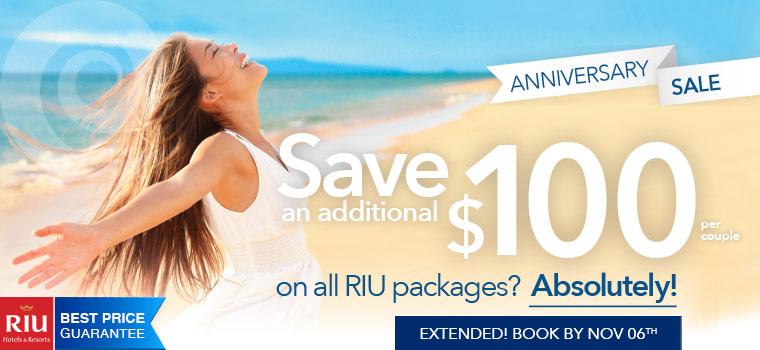 ANNIVERSARY SALE
Save
an additional
$100
per
couple
on all RIU packages? Absolutely!
RIU
Hotels & Resorts
BEST PRICE
GUARANTEE
EXTENDED! BOOK BY NOV 06TH